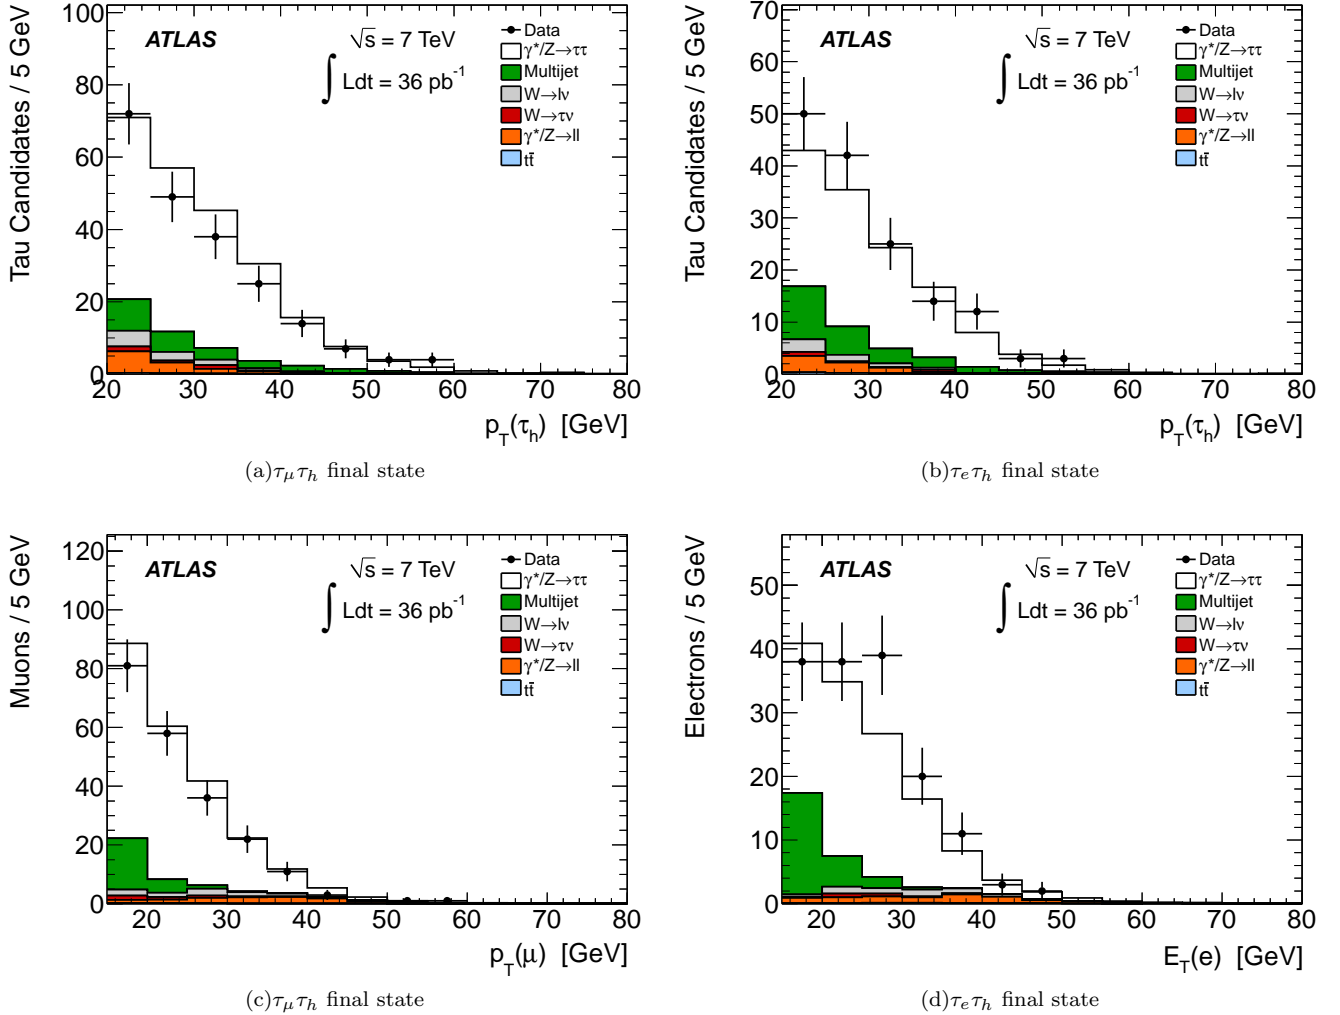 Tau Candidates / 5 GeV
100
80
60
40
20
0
ATLAS
√s = 7 TeV
∫ Ldt = 36 pb⁻¹
Data
γ*/Z→ττ
Multijet
W→lν
W→τν
γ*/Z→ll
tt̄
20 30 40 50 60 70 80
p_T(τ_h) [GeV]
(a)τ_μτ_h final state
Tau Candidates / 5 GeV
70
60
50
40
30
20
10
0
ATLAS
√s = 7 TeV
∫ Ldt = 36 pb⁻¹
Data
γ*/Z→ττ
Multijet
W→lν
W→τν
γ*/Z→ll
tt̄
20 30 40 50 60 70 80
p_T(τ_h) [GeV]
(b)τ_eτ_h final state
Muons / 5 GeV
120
100
80
60
40
20
0
ATLAS
√s = 7 TeV
∫ Ldt = 36 pb⁻¹
Data
γ*/Z→ττ
Multijet
W→lν
W→τν
γ*/Z→ll
tt̄
20 30 40 50 60 70 80
p_T(μ) [GeV]
(c)τ_μτ_h final state
Electrons / 5 GeV
50
40
30
20
10
0
ATLAS
√s = 7 TeV
∫ Ldt = 36 pb⁻¹
Data
γ*/Z→ττ
Multijet
W→lν
W→τν
γ*/Z→ll
tt̄
20 30 40 50 60 70 80
E_T(e) [GeV]
(d)τ_eτ_h final state